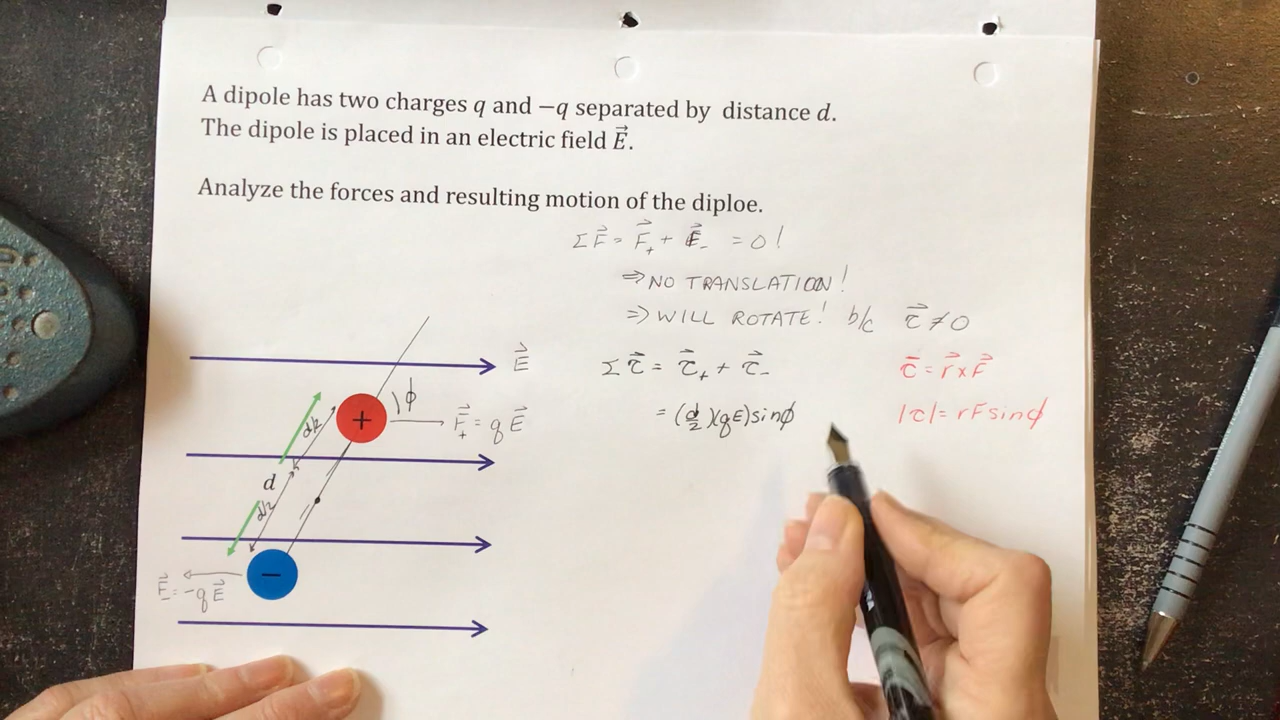 A dipole has two charges q and −q separated by distance d.
The dipole is placed in an electric field E⃗.
Analyze the forces and resulting motion of the diploe.
ΣF⃗ = F⃗₊ + F⃗₋ = 0!
⇒ NO TRANSLATION!
⇒ WILL ROTATE! b/c τ⃗ ≠ 0
Στ⃗ = τ⃗₊ + τ⃗₋
= (d/2)(qE)sinϕ
τ⃗ = r⃗ x F⃗
|τ| = rFsinϕ
E⃗
ϕ
+
F⃗₊ = qE⃗
d/2
d
d/2
−
F⃗₋ = -qE⃗